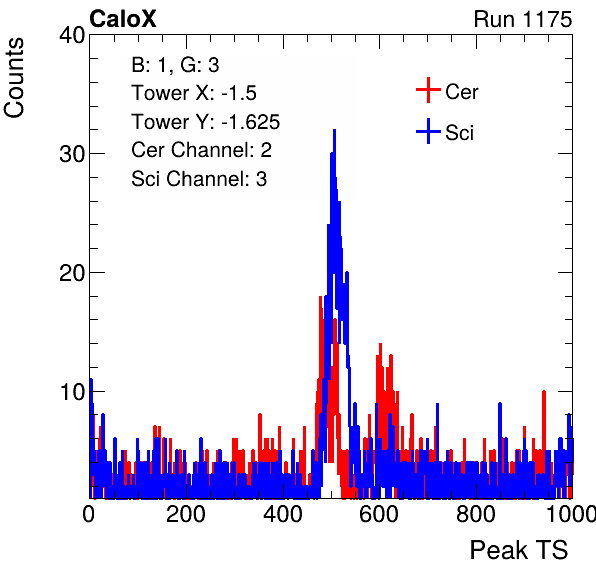 CaloX Run 1175
Counts
40
30
20
10
B: 1, G: 3
Tower X: -1.5
Tower Y: -1.625
Cer Channel: 2
Sci Channel: 3
Cer
Sci
0 200 400 600 800 1000
Peak TS